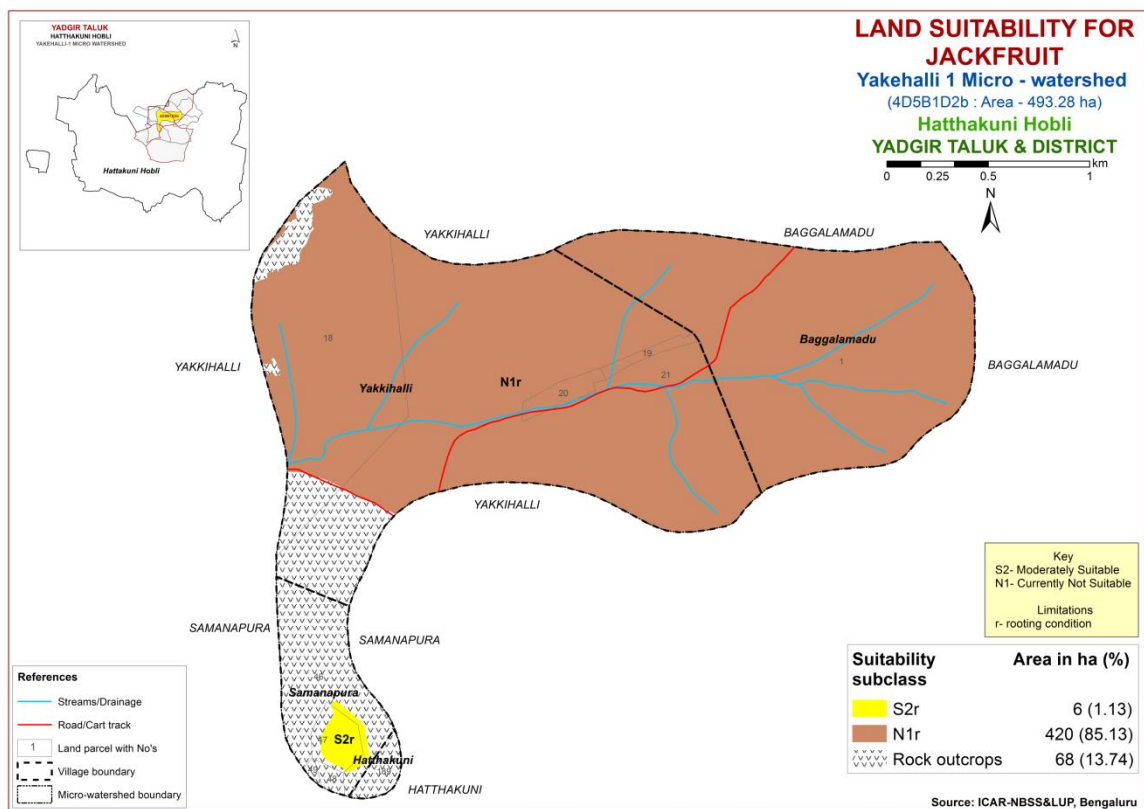 YADGIR TALUK
HATTHAKUNI HOBLI
YAKEHALLI-1 MICRO WATERSHED
N
Hattakuni Hobli
LAND SUITABILITY FOR
JACKFRUIT
Yakehalli 1 Micro - watershed
(4D5B1D2b : Area - 493.28 ha)
Hatthakuni Hobli
YADGIR TALUK & DISTRICT
km
0 0.25 0.5 1
N
YAKKIHALLI
BAGGALAMADU
18
19
Baggalamadu
YAKKIHALLI
BAGGALAMADU
Yakkihalli
N1r
20
21
1
YAKKIHALLI
SAMANAPURA
SAMANAPURA
Samanapura
S2r
47
Hatthakuni
HATTHAKUNI
Key
S2- Moderately Suitable
N1- Currently Not Suitable
Limitations
r- rooting condition
References
Streams/Drainage
Road/Cart track
1 Land parcel with No's
Village boundary
Micro-watershed boundary
Suitability subclass Area in ha (%)
S2r 6 (1.13)
N1r 420 (85.13)
Rock outcrops 68 (13.74)
Source: ICAR-NBSS&LUP, Bengaluru